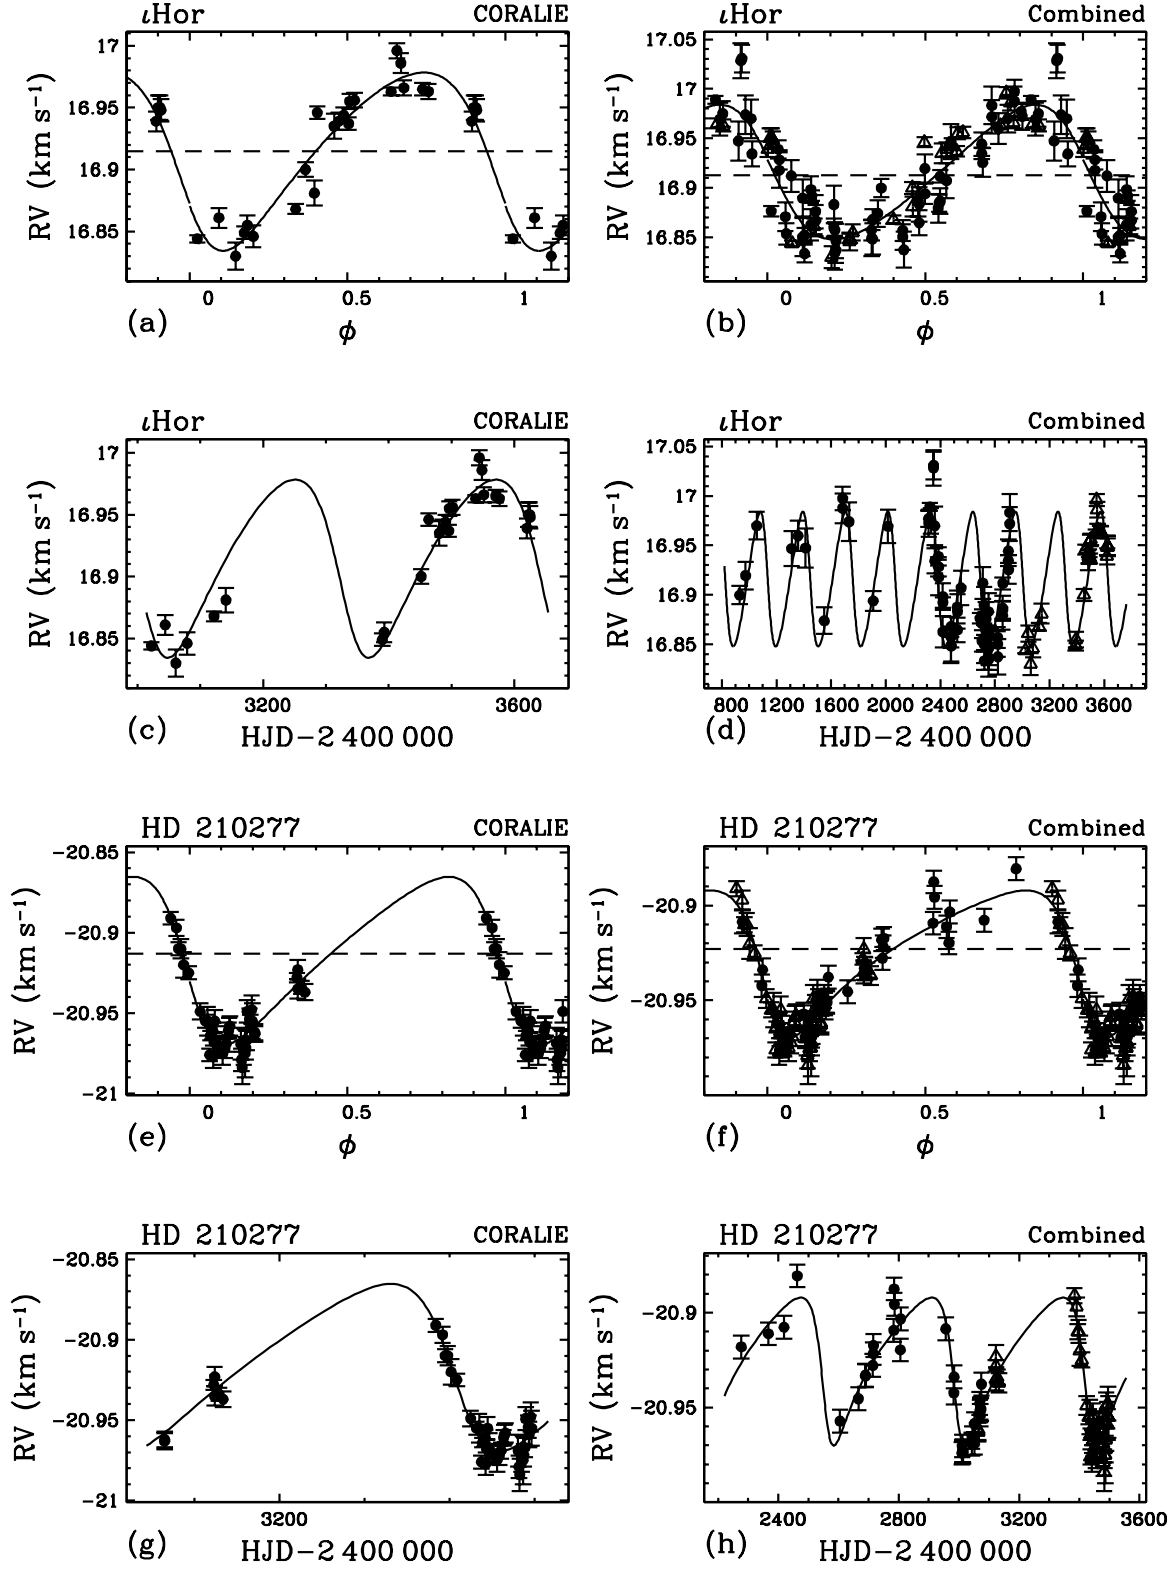 ιHor CORALIE
17
16.95
16.9
16.85
RV (km s⁻¹)
0 0.5 1
(a) ϕ
ιHor Combined
17.05
17
16.95
16.9
16.85
RV (km s⁻¹)
0 0.5 1
(b) ϕ
ιHor CORALIE
17
16.95
16.9
16.85
RV (km s⁻¹)
3200 3600
(c) HJD−2 400 000
ιHor Combined
17.05
17
16.95
16.9
16.85
RV (km s⁻¹)
800 1200 1600 2000 2400 2800 3200 3600
(d) HJD−2 400 000
HD 210277 CORALIE
−20.85
−20.9
−20.95
−21
RV (km s⁻¹)
0 0.5 1
(e) ϕ
HD 210277 Combined
−20.9
−20.95
RV (km s⁻¹)
0 0.5 1
(f) ϕ
HD 210277 CORALIE
−20.85
−20.9
−20.95
−21
RV (km s⁻¹)
3200
(g) HJD−2 400 000
HD 210277 Combined
−20.9
−20.95
RV (km s⁻¹)
2400 2800 3200 3600
(h) HJD−2 400 000